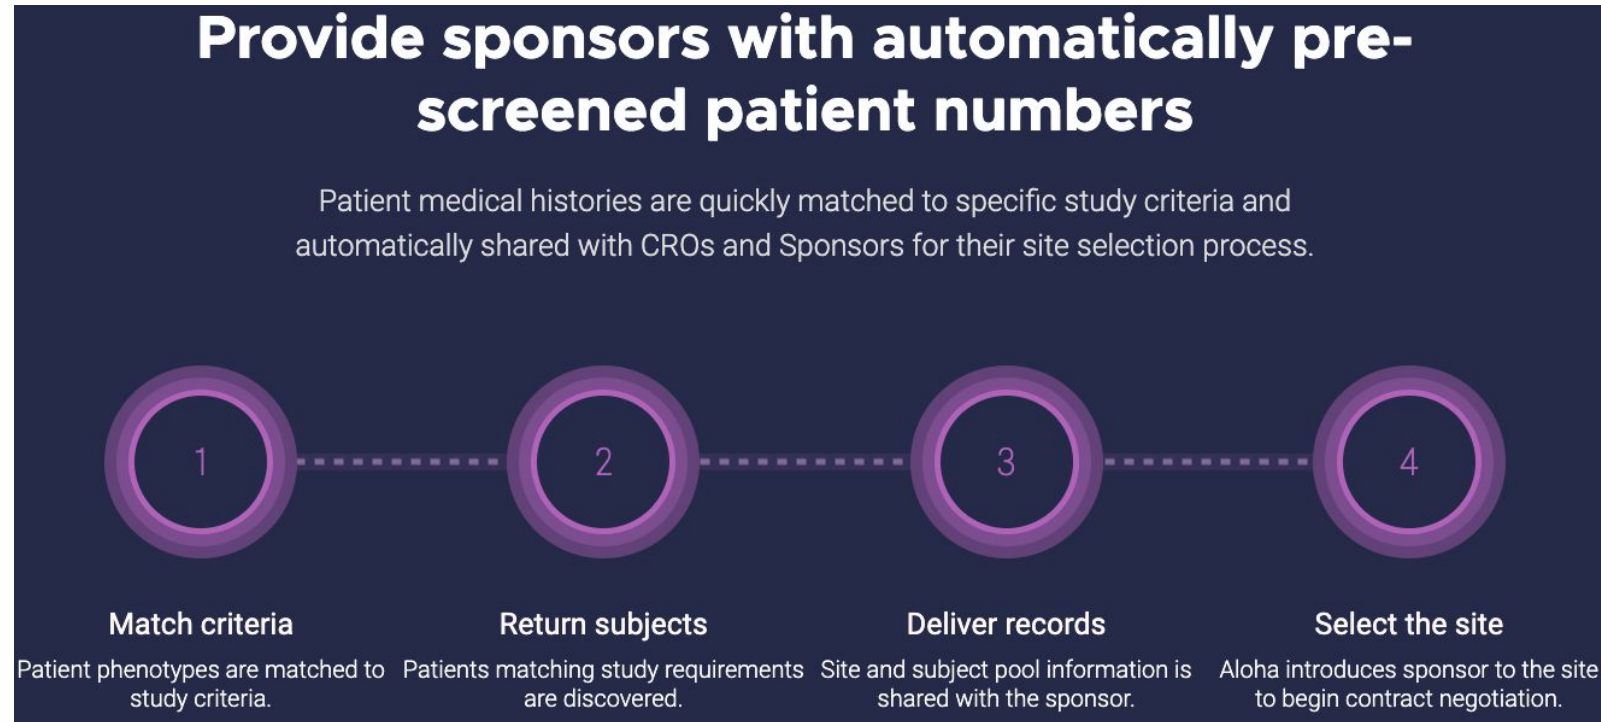 Provide sponsors with automatically pre-
screened patient numbers
Patient medical histories are quickly matched to specific study criteria and
automatically shared with CROs and Sponsors for their site selection process.
1
2
3
4
Match criteria
Patient phenotypes are matched to
study criteria.
Return subjects
Patients matching study requirements
are discovered.
Deliver records
Site and subject pool information is
shared with the sponsor.
Select the site
Aloha introduces sponsor to the site
to begin contract negotiation.